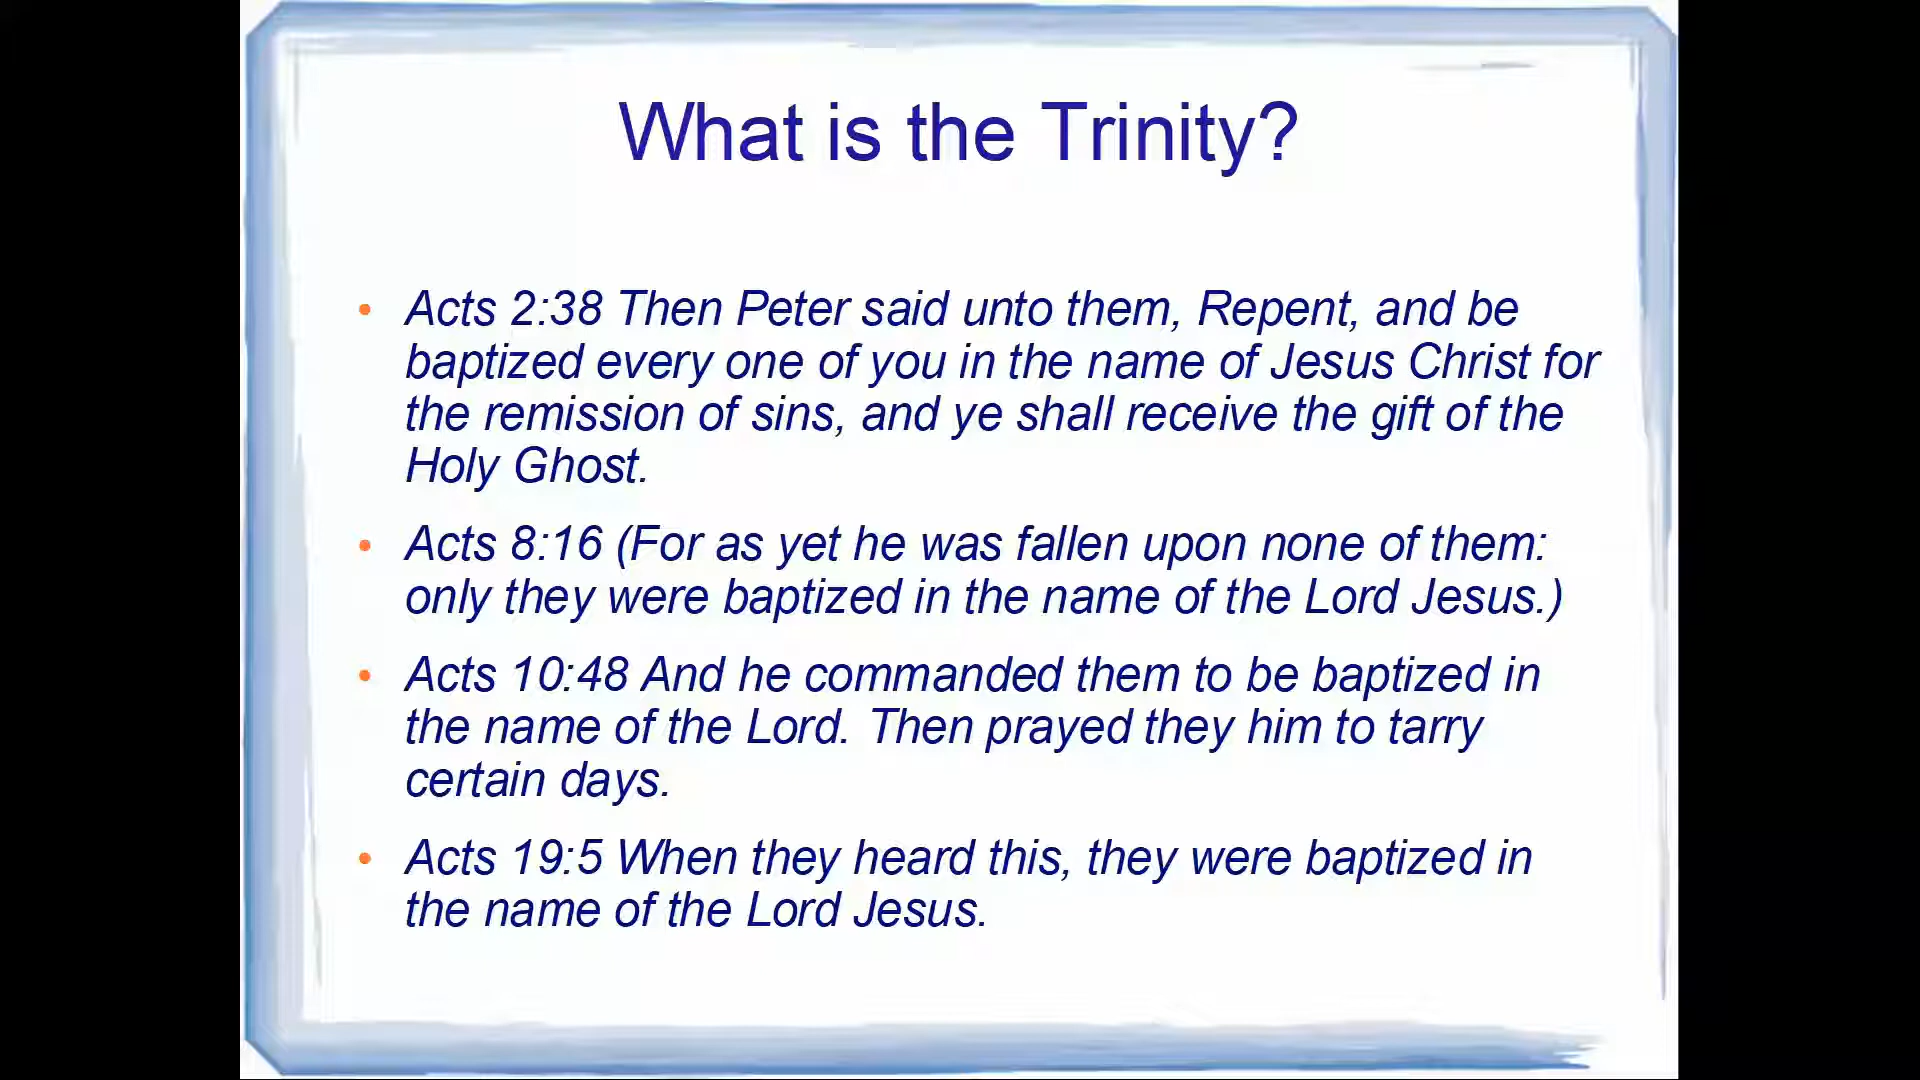 What is the Trinity?
• Acts 2:38 Then Peter said unto them, Repent, and be
baptized every one of you in the name of Jesus Christ for
the remission of sins, and ye shall receive the gift of the
Holy Ghost.
• Acts 8:16 (For as yet he was fallen upon none of them:
only they were baptized in the name of the Lord Jesus.)
• Acts 10:48 And he commanded them to be baptized in
the name of the Lord. Then prayed they him to tarry
certain days.
• Acts 19:5 When they heard this, they were baptized in
the name of the Lord Jesus.